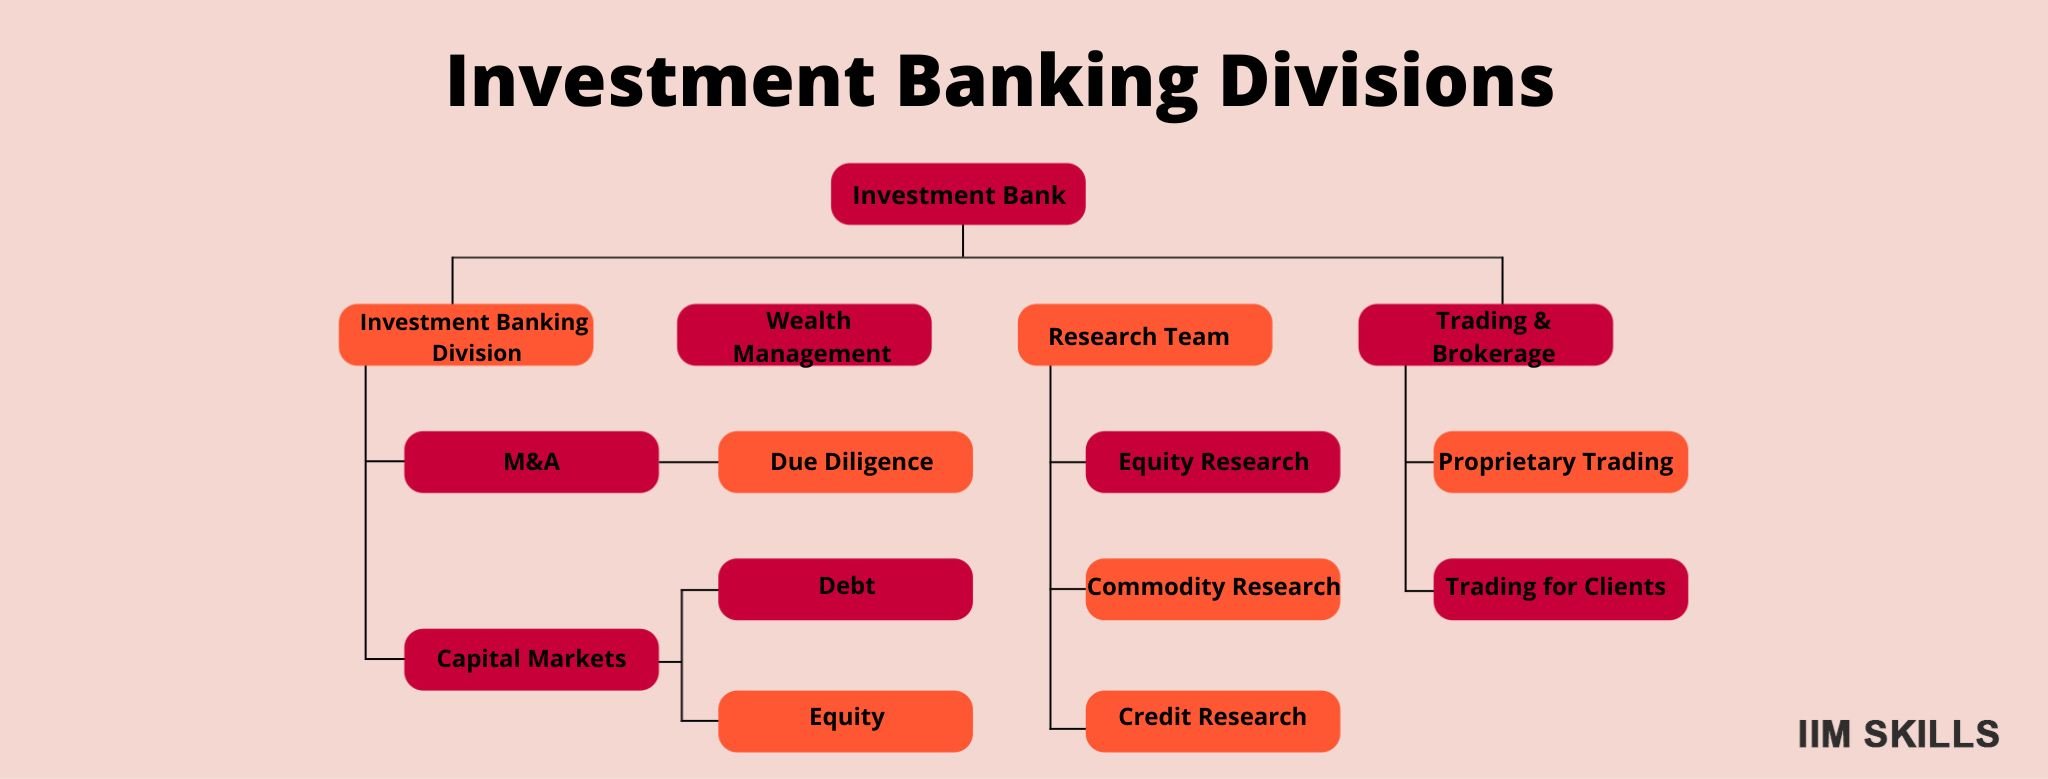 Investment Banking Divisions
Investment Bank
Investment Banking
Division
Wealth
Management
Research Team
Trading &
Brokerage
M&A
Due Diligence
Equity Research
Proprietary Trading
Debt
Commodity Research
Trading for Clients
Capital Markets
Equity
Credit Research
IIM SKILLS